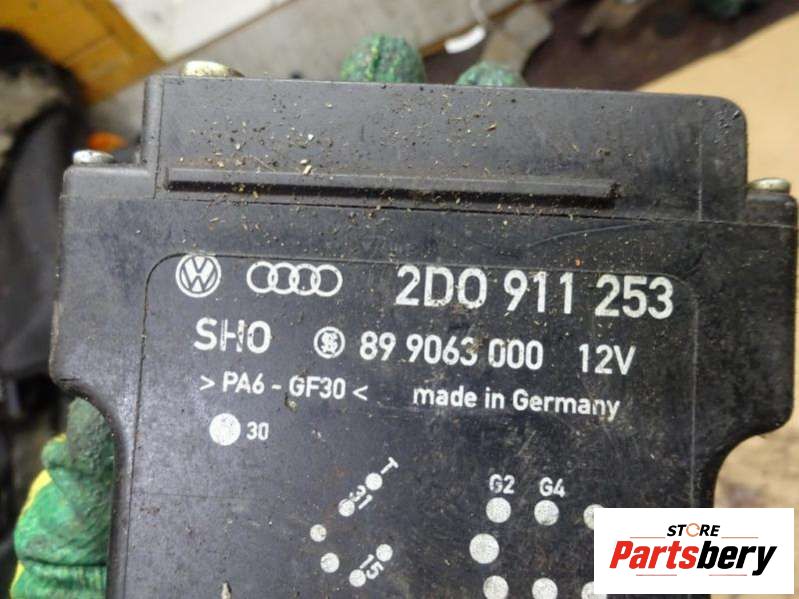 2D0 911 253
SHO 89 9063 000 12V
> PA6 - GF30 < made in Germany
30
T
31
15
G2 G4
STORE
Partsbery